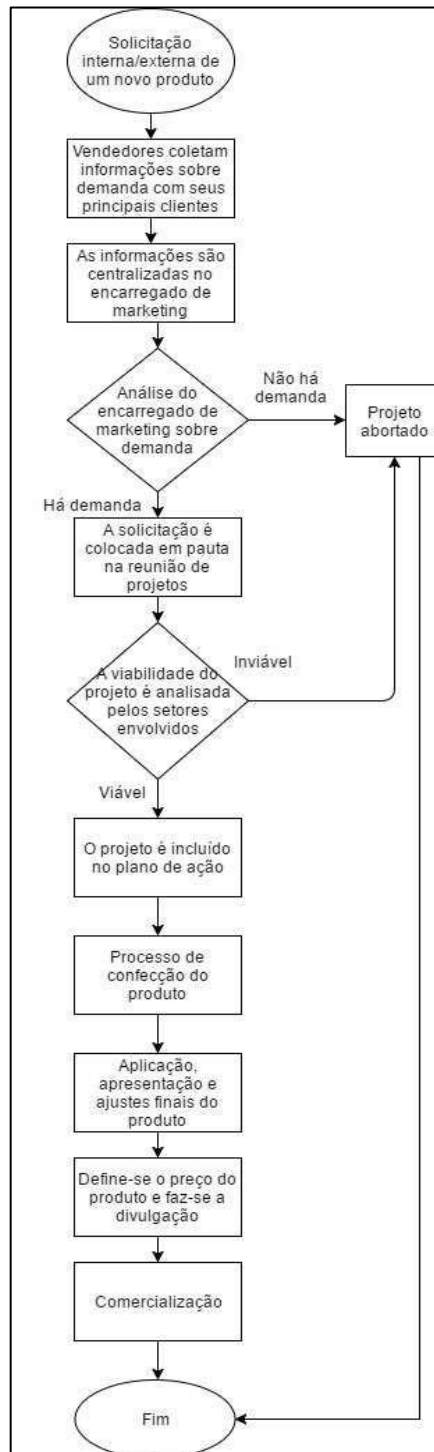 Solicitação
interna/externa de
um novo produto
Vendedores coletam
informações sobre
demanda com seus
principais clientes
As informações são
centralizadas no
encarregado de
marketing
Análise do
encarregado de
marketing sobre
demanda
Não há
demanda
Projeto
abortado
Há demanda
A solicitação é
colocada em pauta
na reunião de
projetos
A viabilidade do
projeto é analisada
pelos setores
envolvidos
Inviável
Viável
O projeto é incluído
no plano de ação
Processo de
confecção do
produto
Aplicação,
apresentação e
ajustes finais do
produto
Define-se o preço do
produto e faz-se a
divulgação
Comercialização
Fim